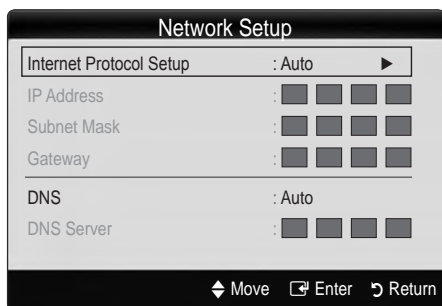 Network Setup
Internet Protocol Setup : Auto ▶
IP Address :
Subnet Mask :
Gateway :
DNS : Auto
DNS Server :
Move Enter Return